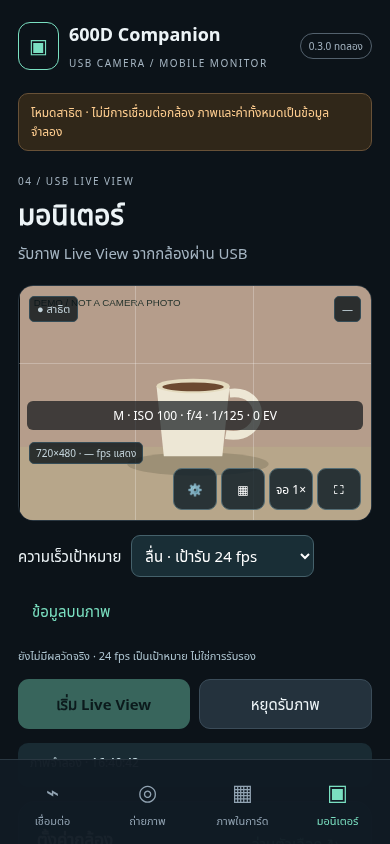 600D Companion
USB CAMERA / MOBILE MONITOR
0.3.0 ทดลอง
โหมดสาธิต · ไม่มีการเชื่อมต่อกล้อง ภาพและค่าทั้งหมดเป็นข้อมูล
จำลอง
04 / USB LIVE VIEW
มอนิเตอร์
รับภาพ Live View จากกล้องผ่าน USB
● สาธิต
NOT A CAMERA PHOTO
—
M · ISO 100 · f/4 · 1/125 · 0 EV
720×480 · — fps แสดง
จอ 1×
ความเร็วเป้าหมาย
ลื่น · เป้ารับ 24 fps
ข้อมูลบนภาพ
ยังไม่มีผลวัดจริง · 24 fps เป็นเป้าหมาย ไม่ใช่การรับรอง
เริ่ม Live View
หยุดรับภาพ
เชื่อมต่อ
ถ่ายภาพ
ภาพในการ์ด
มอนิเตอร์